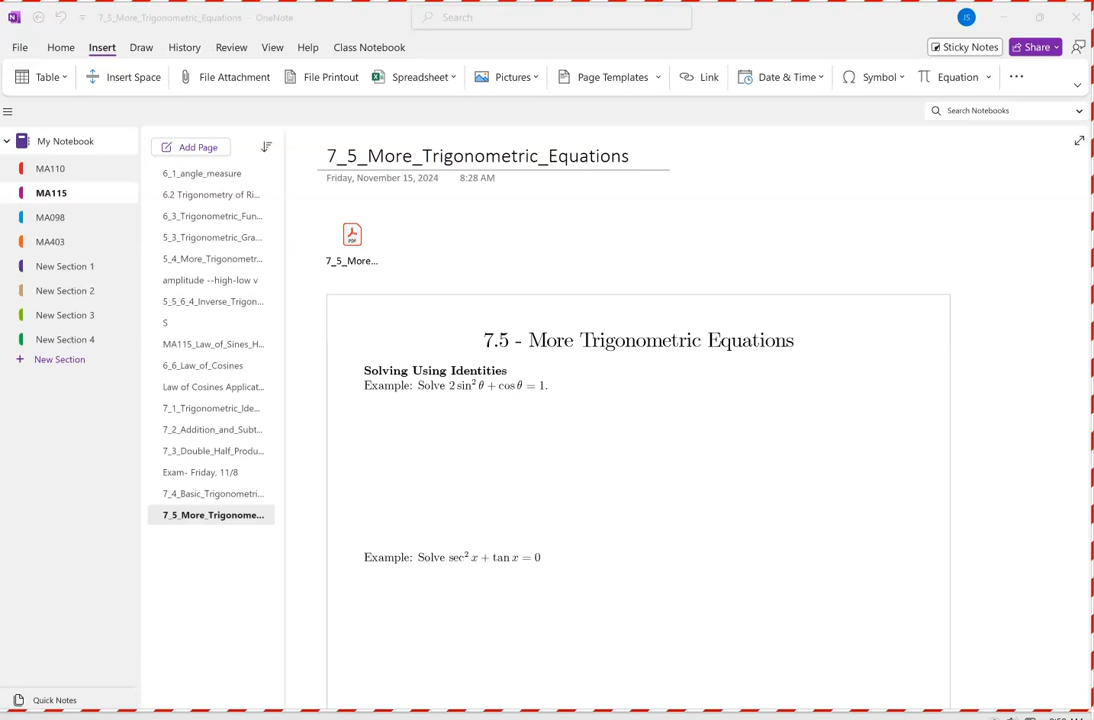 7_5_More_Trigonometric_Equations - OneNote
Search
JS
File Home Insert Draw History Review View Help Class Notebook
Sticky Notes Share
Table Insert Space File Attachment File Printout Spreadsheet Pictures Page Templates Link Date & Time Symbol Equation
Search Notebooks
My Notebook
MA110
MA115
MA098
MA403
New Section 1
New Section 2
New Section 3
New Section 4
New Section
Quick Notes
Add Page
6_1_angle_measure
6.2 Trigonometry of Ri...
6_3_Trigonometric_Fun...
5_3_Trigonometric_Gra...
5_4_More_Trigonometr...
amplitude --high-low v
5_5_6_4_Inverse_Trigon...
S
MA115_Law_of_Sines_H...
6_6_Law_of_Cosines
Law of Cosines Applicat...
7_1_Trigonometric_Ide...
7_2_Addition_and_Subt...
7_3_Double_Half_Produ...
Exam- Friday, 11/8
7_4_Basic_Trigonometri...
7_5_More_Trigonome...
7_5_More_Trigonometric_Equations
Friday, November 15, 2024 8:28 AM
PDF
7_5_More...
7.5 - More Trigonometric Equations
Solving Using Identities
Example: Solve 2 sin² θ + cos θ = 1.
Example: Solve sec² x + tan x = 0